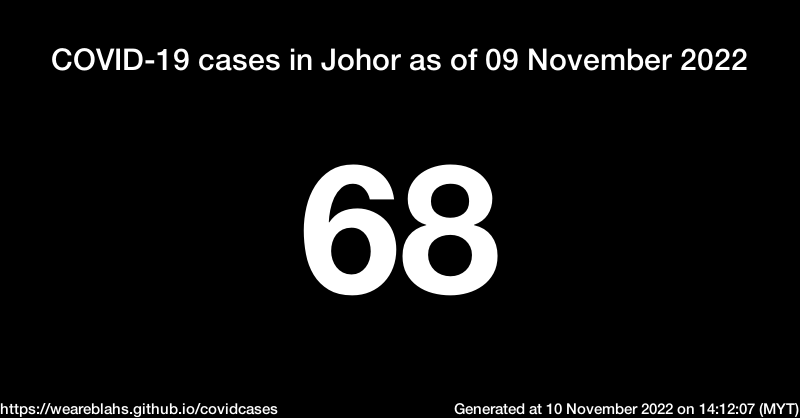 COVID-19 cases in Johor as of 09 November 2022
68
https://weareblahs.github.io/covidcases
Generated at 10 November 2022 on 14:12:07 (MYT)